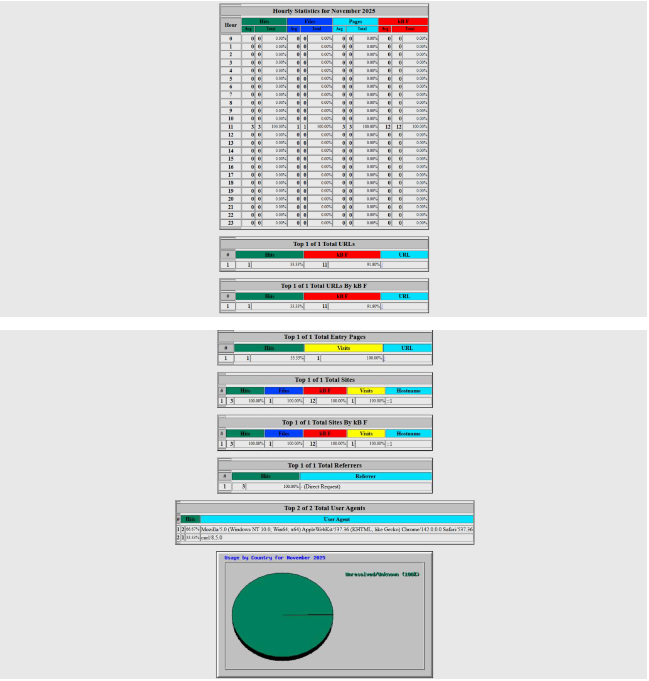 Hourly Statistics for November 2025
Hour Hits Files Pages kB F
Avg Total Avg Total Avg Total Avg Total
0 0 0 0.00% 0 0 0.00% 0 0 0.00% 0 0 0.00%
1 0 0 0.00% 0 0 0.00% 0 0 0.00% 0 0 0.00%
2 0 0 0.00% 0 0 0.00% 0 0 0.00% 0 0 0.00%
3 0 0 0.00% 0 0 0.00% 0 0 0.00% 0 0 0.00%
4 0 0 0.00% 0 0 0.00% 0 0 0.00% 0 0 0.00%
5 0 0 0.00% 0 0 0.00% 0 0 0.00% 0 0 0.00%
6 0 0 0.00% 0 0 0.00% 0 0 0.00% 0 0 0.00%
7 0 0 0.00% 0 0 0.00% 0 0 0.00% 0 0 0.00%
8 0 0 0.00% 0 0 0.00% 0 0 0.00% 0 0 0.00%
9 0 0 0.00% 0 0 0.00% 0 0 0.00% 0 0 0.00%
10 0 0 0.00% 0 0 0.00% 0 0 0.00% 0 0 0.00%
11 3 3 100.00% 1 1 100.00% 3 3 100.00% 12 12 100.00%
12 0 0 0.00% 0 0 0.00% 0 0 0.00% 0 0 0.00%
13 0 0 0.00% 0 0 0.00% 0 0 0.00% 0 0 0.00%
14 0 0 0.00% 0 0 0.00% 0 0 0.00% 0 0 0.00%
15 0 0 0.00% 0 0 0.00% 0 0 0.00% 0 0 0.00%
16 0 0 0.00% 0 0 0.00% 0 0 0.00% 0 0 0.00%
17 0 0 0.00% 0 0 0.00% 0 0 0.00% 0 0 0.00%
18 0 0 0.00% 0 0 0.00% 0 0 0.00% 0 0 0.00%
19 0 0 0.00% 0 0 0.00% 0 0 0.00% 0 0 0.00%
20 0 0 0.00% 0 0 0.00% 0 0 0.00% 0 0 0.00%
21 0 0 0.00% 0 0 0.00% 0 0 0.00% 0 0 0.00%
22 0 0 0.00% 0 0 0.00% 0 0 0.00% 0 0 0.00%
23 0 0 0.00% 0 0 0.00% 0 0 0.00% 0 0 0.00%
Top 1 of 1 Total URLs
# Hits kB F URL
1 1 33.33% 11
Top 1 of 1 Total URLs By kB F
# Hits kB F URL
1 1 33.33% 11
Top 1 of 1 Total Entry Pages
# Hits Visits URL
1 1 33.33% 1 100.00%
Top 1 of 1 Total Sites
# Hits Files kB F Visits Hostname
1 3 100.00% 1 100.00% 12 100.00% 1 100.00% ::1
Top 1 of 1 Total Sites By kB F
# Hits Files kB F Visits Hostname
1 3 100.00% 1 100.00% 12 100.00% 1 100.00% ::1
Top 1 of 1 Total Referrers
# Hits Referrer
1 3 100.00% - (Direct Request)
Top 2 of 2 Total User Agents
# Hits User Agent
1 2 66.67% Mozilla/5.0 (Windows NT 10.0; Win64; x64) AppleWebKit/537.36 (KHTML, like Gecko) Chrome/142.0.0.0 Safari/537.36
2 1 33.33% curl/8.5.0
Usage by Country for November 2025
Unresolved/Unknown (100%)